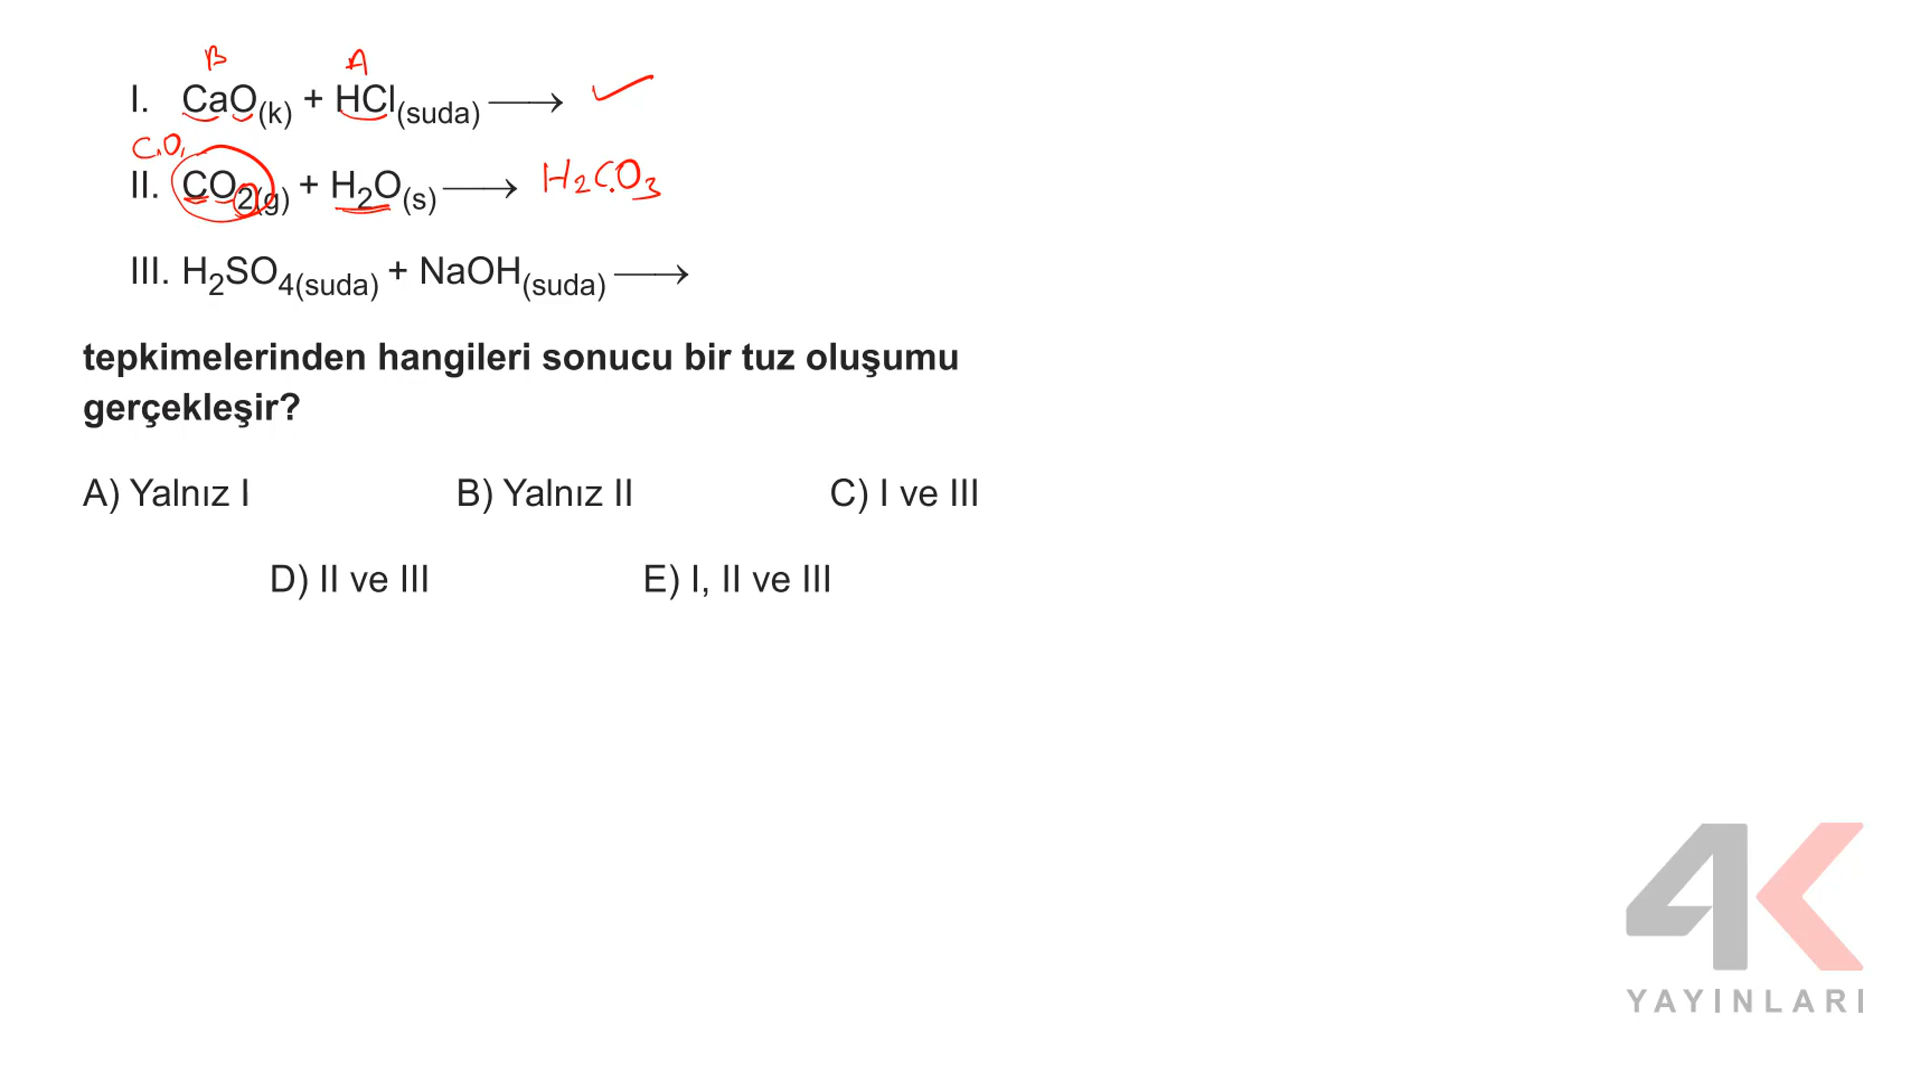 B A
I. CaO(k) + HCl(suda) ⟶ ✓
C1O1
II. CO2(g) + H2O(s) ⟶ H2CO3
III. H2SO4(suda) + NaOH(suda) ⟶
tepkimelerinden hangileri sonucu bir tuz oluşumu
gerçekleşir?
A) Yalnız I B) Yalnız II C) I ve III
D) II ve III E) I, II ve III
4K
YAYINLARI